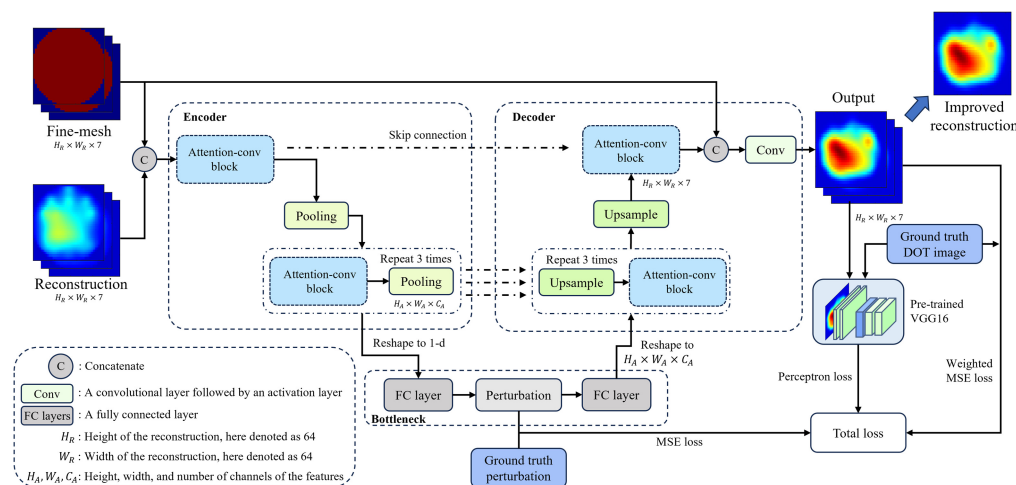 Fine-mesh
H_R × W_R × 7
Reconstruction
H_R × W_R × 7
C
Encoder
Attention-conv
block
Pooling
Repeat 3 times
Attention-conv
block
Pooling
H_A × W_A × C_A
Skip connection
Decoder
Attention-conv
block
H_R × W_R × 7
C
Conv
Upsample
Repeat 3 times
Upsample
Attention-conv
block
Output
H_R × W_R × 7
Improved
reconstruction
Ground truth
DOT image
Pre-trained
VGG16
Perceptron loss
Weighted
MSE loss
Total loss
Reshape to 1-d
Reshape to
H_A × W_A × C_A
FC layer
Perturbation
FC layer
Bottleneck
MSE loss
Ground truth
perturbation
C : Concatenate
Conv : A convolutional layer followed by an activation layer
FC layers : A fully connected layer
H_R : Height of the reconstruction, here denoted as 64
W_R : Width of the reconstruction, here denoted as 64
H_A, W_A, C_A: Height, width, and number of channels of the features